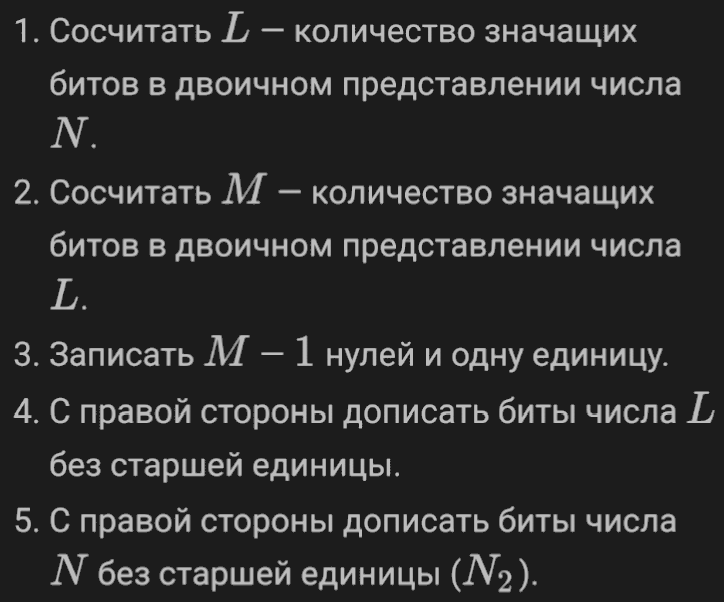 1. Сосчитать L — количество значащих
битов в двоичном представлении числа
N.
2. Сосчитать M — количество значащих
битов в двоичном представлении числа
L.
3. Записать M − 1 нулей и одну единицу.
4. С правой стороны дописать биты числа L
без старшей единицы.
5. С правой стороны дописать биты числа
N без старшей единицы (N₂).